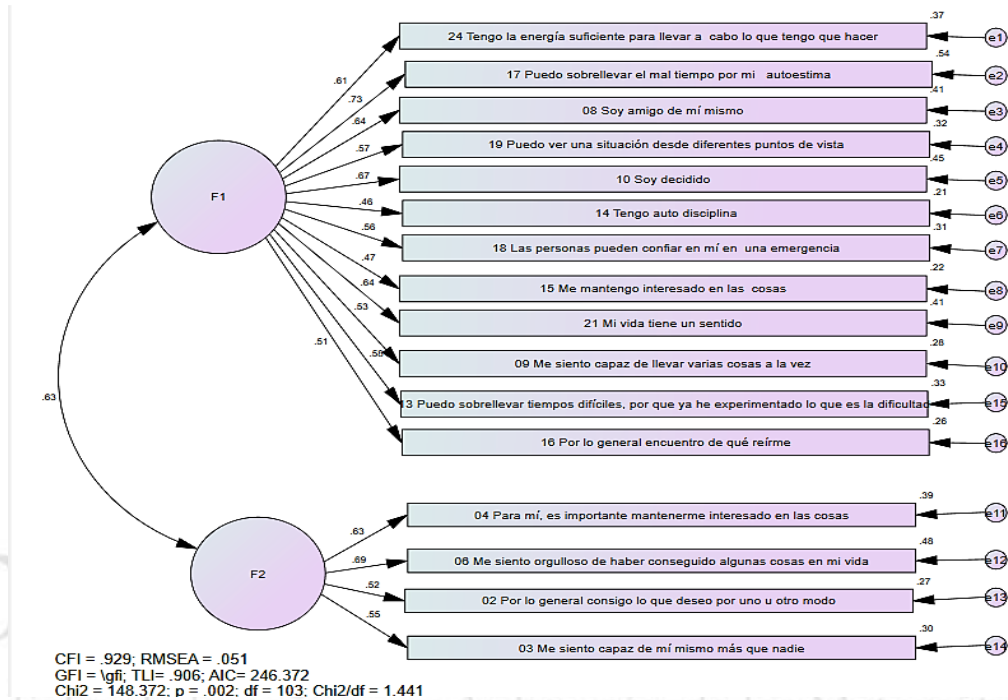 .37
24 Tengo la energía suficiente para llevar a cabo lo que tengo que hacer
e1
.61
.54
17 Puedo sobrellevar el mal tiempo por mi autoestima
e2
.73
.41
08 Soy amigo de mí mismo
e3
.64
.32
19 Puedo ver una situación desde diferentes puntos de vista
e4
.57
.45
10 Soy decidido
e5
.67
.21
14 Tengo auto disciplina
e6
.46
F1
.31
18 Las personas pueden confiar en mí en una emergencia
e7
.56
.22
15 Me mantengo interesado en las cosas
e8
.47
.41
21 Mi vida tiene un sentido
e9
.64
.28
09 Me siento capaz de llevar varias cosas a la vez
e10
.53
.33
3 Puedo sobrellevar tiempos difíciles, por que ya he experimentado lo que es la dificultad
e15
.58
.26
16 Por lo general encuentro de qué reírme
e16
.51
.63
.39
04 Para mí, es importante mantenerme interesado en las cosas
e11
.63
.48
06 Me siento orgulloso de haber conseguido algunas cosas en mi vida
e12
.69
F2
.27
02 Por lo general consigo lo que deseo por uno u otro modo
e13
.52
.30
03 Me siento capaz de mí mismo más que nadie
e14
.55
CFI = .929; RMSEA = .051
GFI = \gfi; TLI= .906; AIC= 246.372
Chi2 = 148.372; p = .002; df = 103; Chi2/df = 1.441